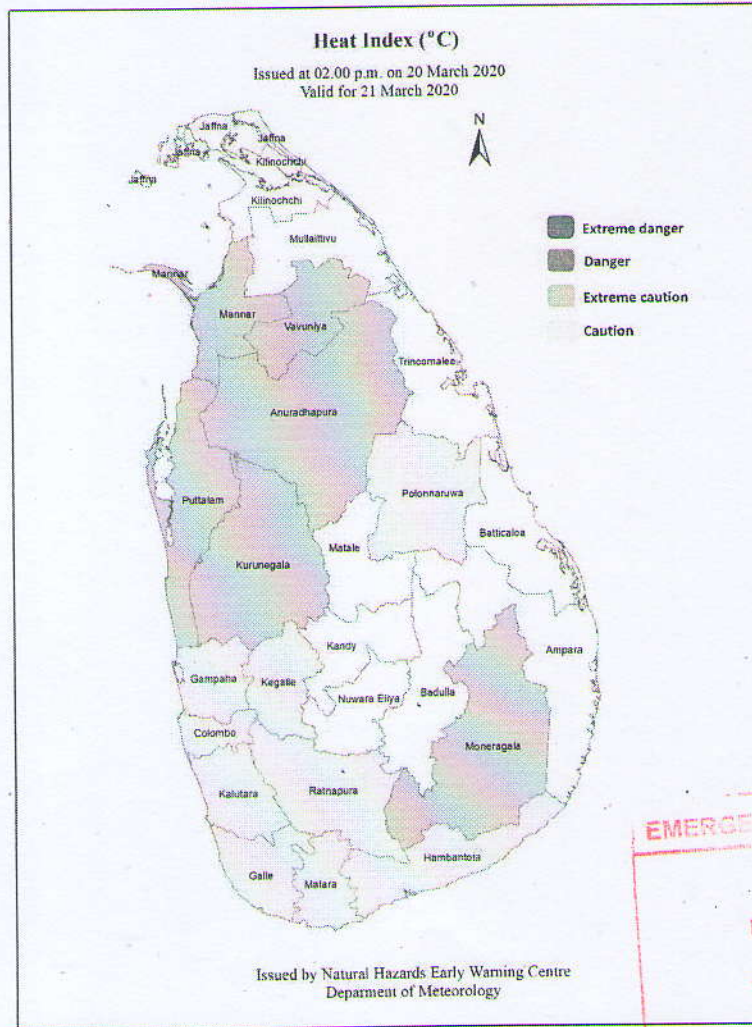 Heat Index (°C)
Issued at 02.00 p.m. on 20 March 2020
Valid for 21 March 2020
N
Jaffna
Jaffna
Jaffna
Kilinochchi
Jaffna
Kilinochchi
Mullaittivu
Extreme danger
Danger
Extreme caution
Caution
Mannar
Mannar
Vavuniya
Trincomalee
Anuradhapura
Polonnaruwa
Puttalam
Batticaloa
Matale
Kurunegala
Kandy
Ampara
Gampaha
Kegalle
Nuwara Eliya
Badulla
Colombo
Moneragala
Kalutara
Ratnapura
EMERGE
Hambantota
Galle
Matara
Issued by Natural Hazards Early Warning Centre
Deparment of Meteorology